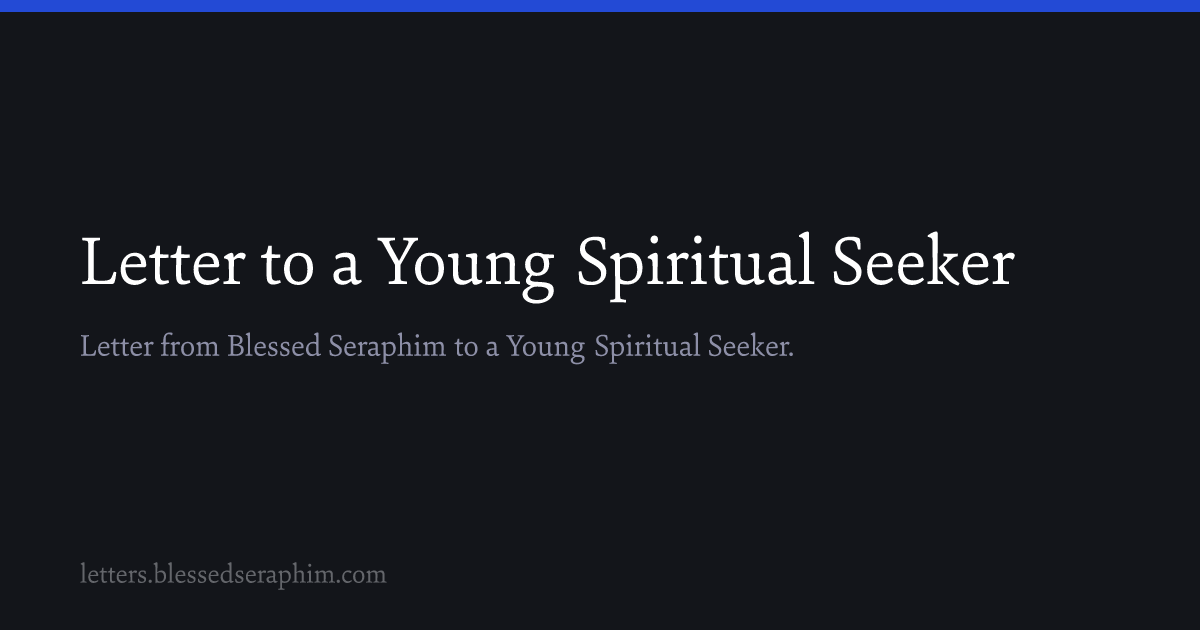 Letter to a Young Spiritual Seeker
Letter from Blessed Seraphim to a Young Spiritual Seeker.
letters.blessedseraphim.com